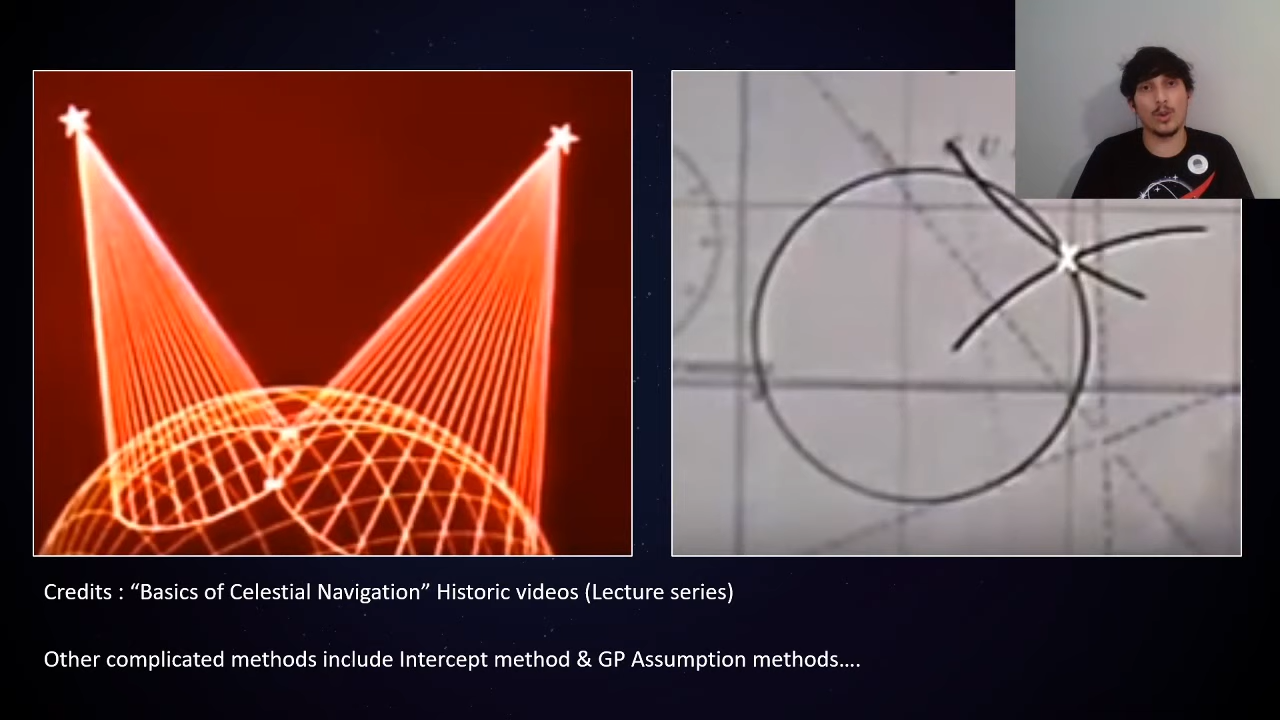 Credits : “Basics of Celestial Navigation” Historic videos (Lecture series)
Other complicated methods include Intercept method & GP Assumption methods….